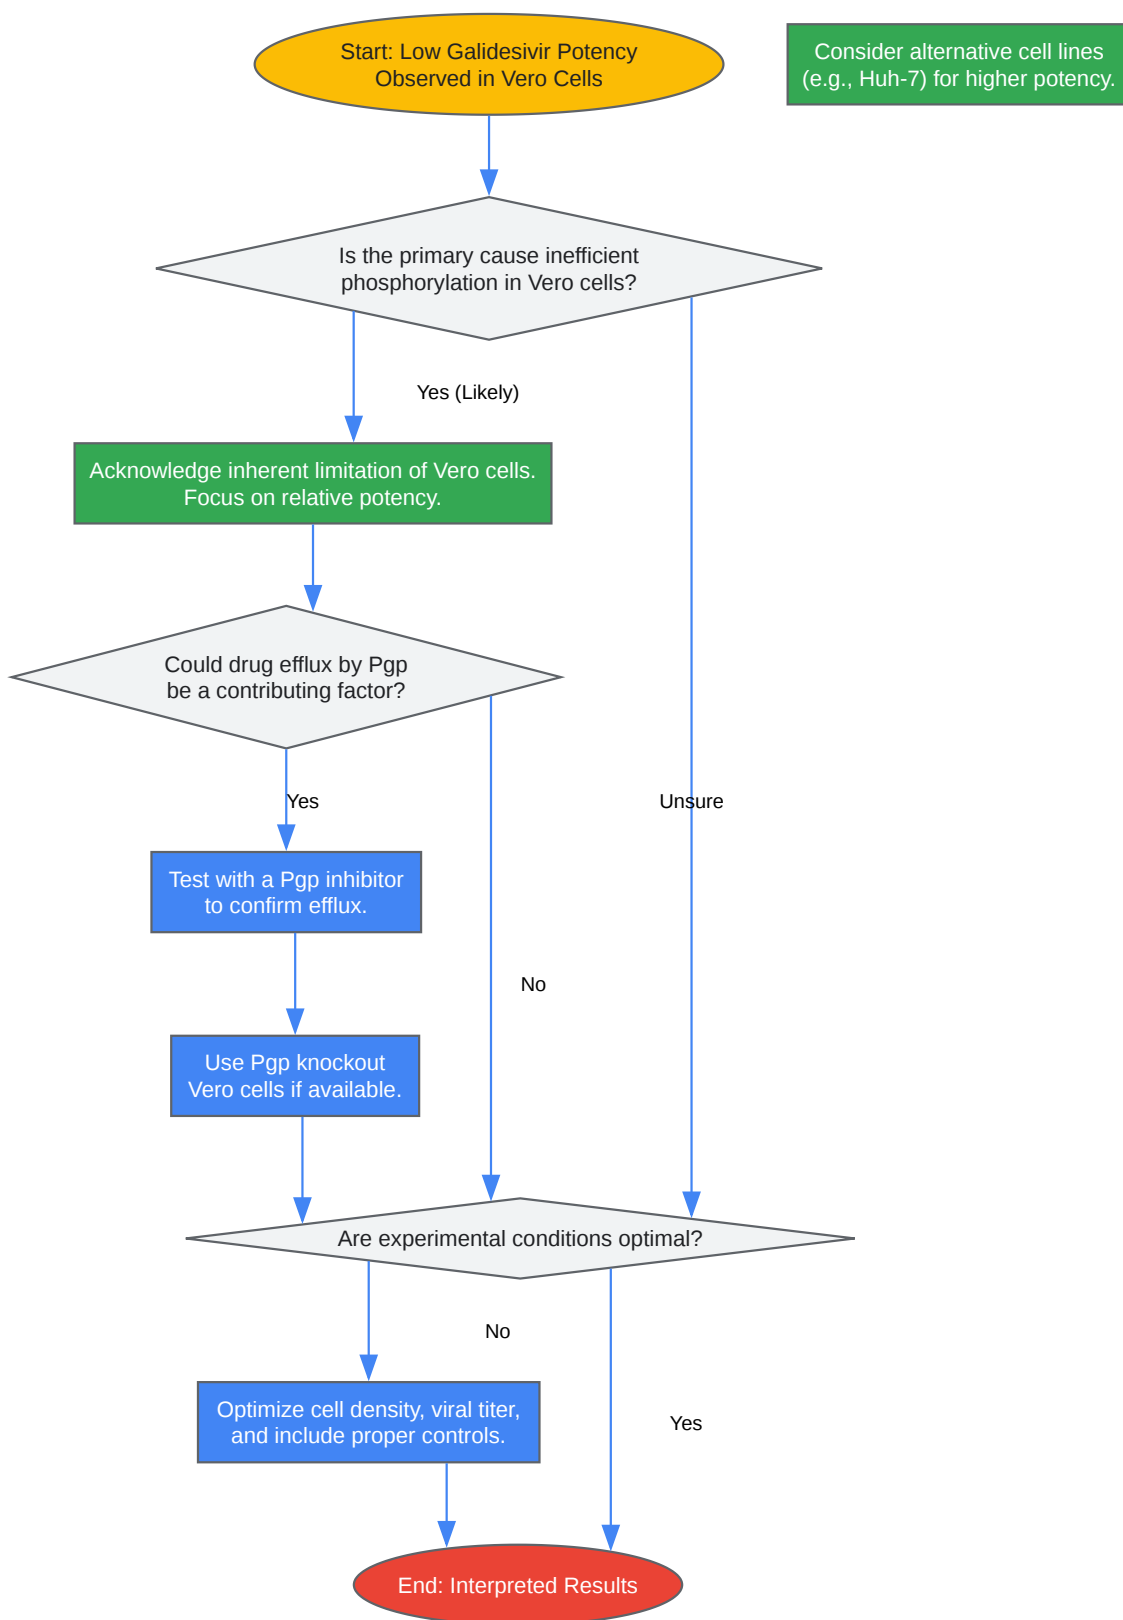 Start: Low Galidesivir Potency
Observed in Vero Cells
Consider alternative cell lines
(e.g., Huh-7) for higher potency.
Is the primary cause inefficient
phosphorylation in Vero cells?
Yes (Likely)
Acknowledge inherent limitation of Vero cells.
Focus on relative potency.
Could drug efflux by Pgp
be a contributing factor?
Yes
Unsure
Test with a Pgp inhibitor
to confirm efflux.
No
Use Pgp knockout
Vero cells if available.
Are experimental conditions optimal?
No
Optimize cell density, viral titer,
and include proper controls.
Yes
End: Interpreted Results